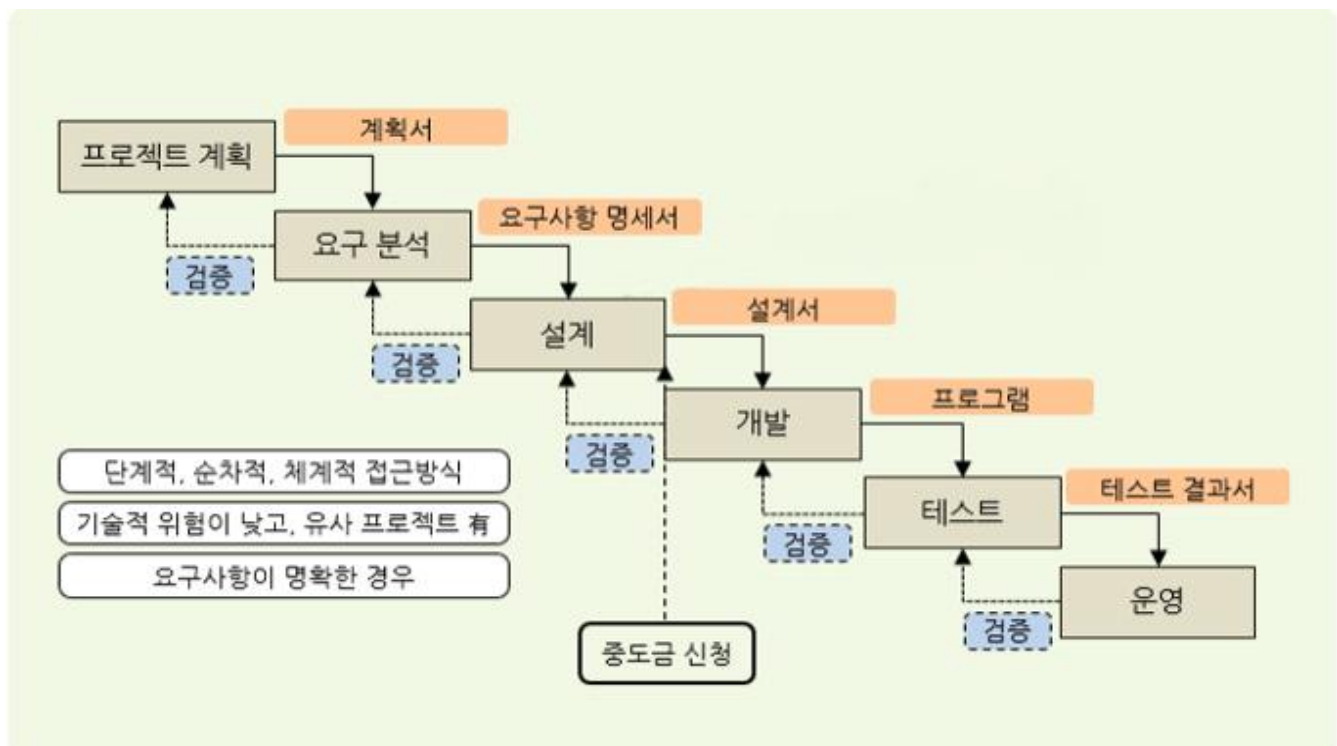 계획서
프로젝트 계획
요구사항 명세서
요구 분석
검증
설계서
설계
검증
프로그램
개발
검증
단계적, 순차적, 체계적 접근방식
테스트 결과서
기술적 위험이 낮고, 유사 프로젝트 有
테스트
검증
요구사항이 명확한 경우
운영
검증
중도금 신청